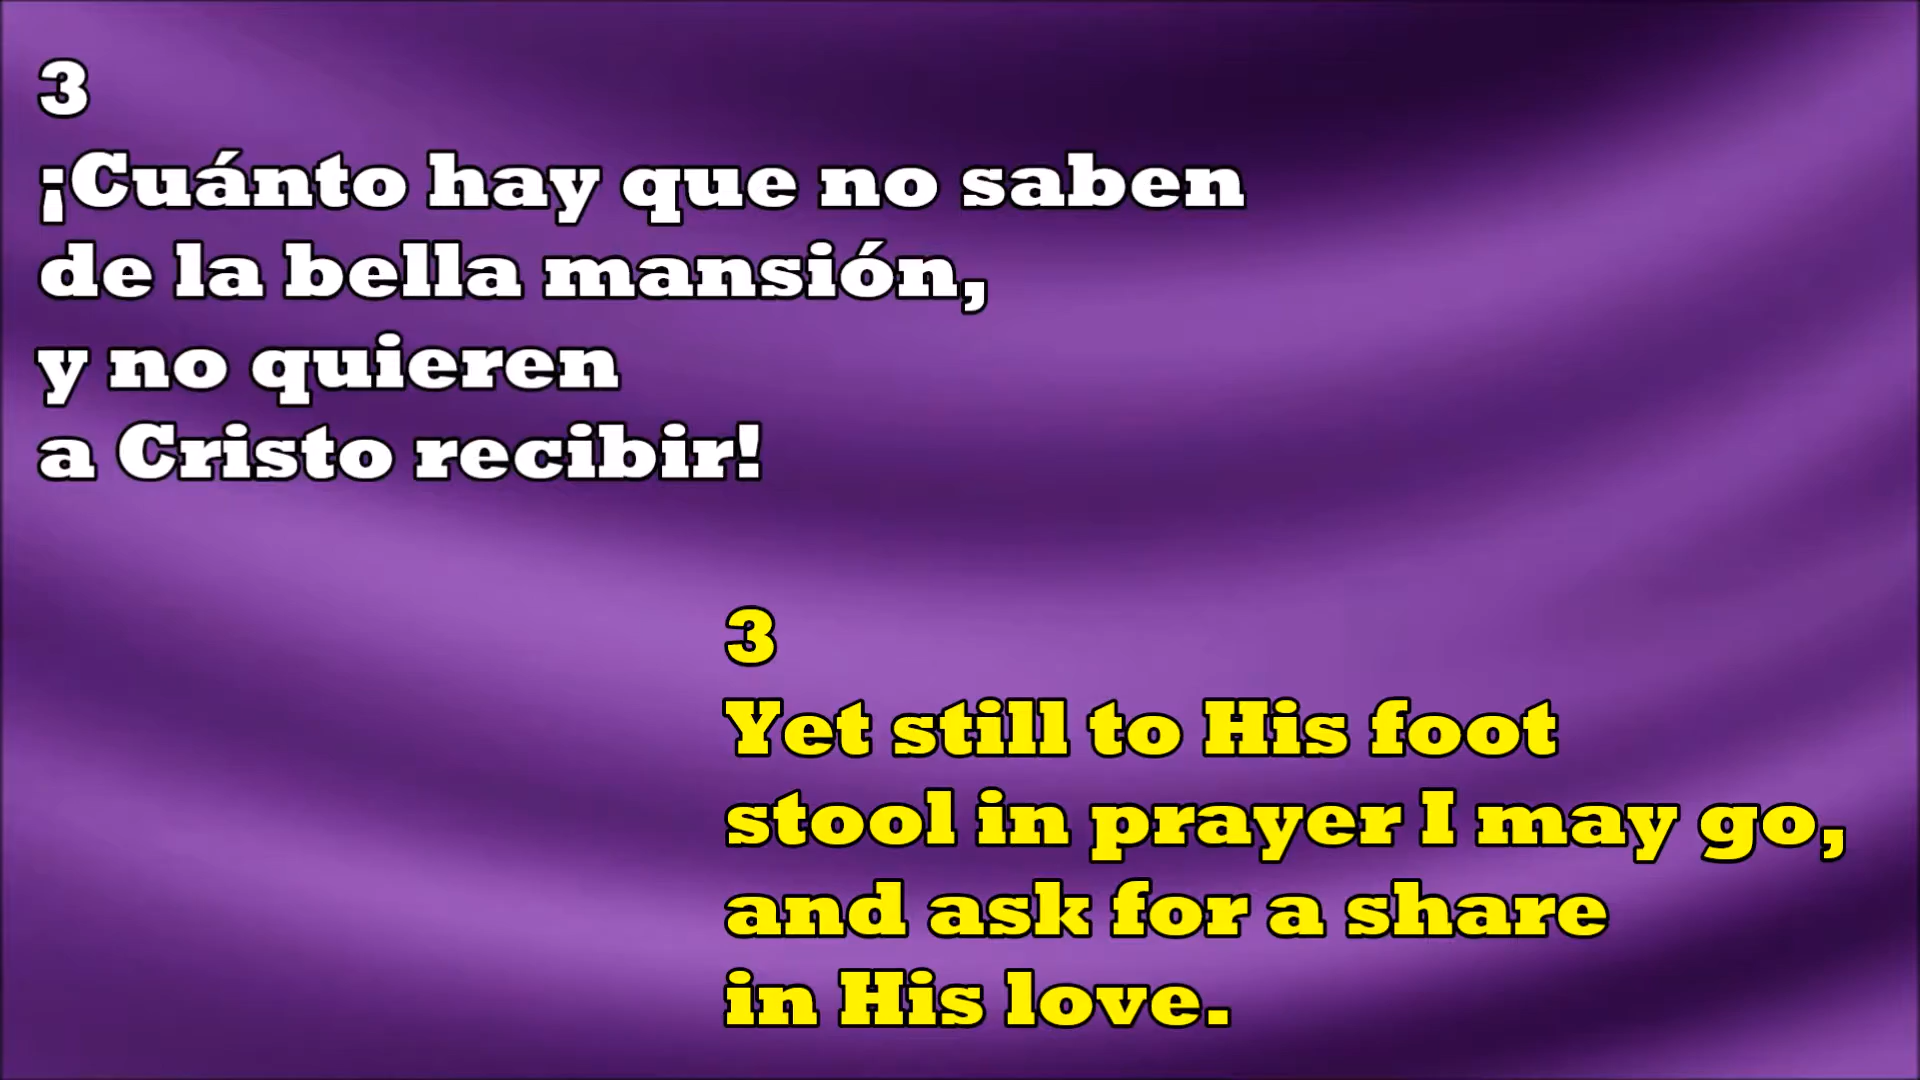 3
¡Cuánto hay que no saben
de la bella mansión,
y no quieren
a Cristo recibir!
3
Yet still to His foot
stool in prayer I may go,
and ask for a share
in His love.